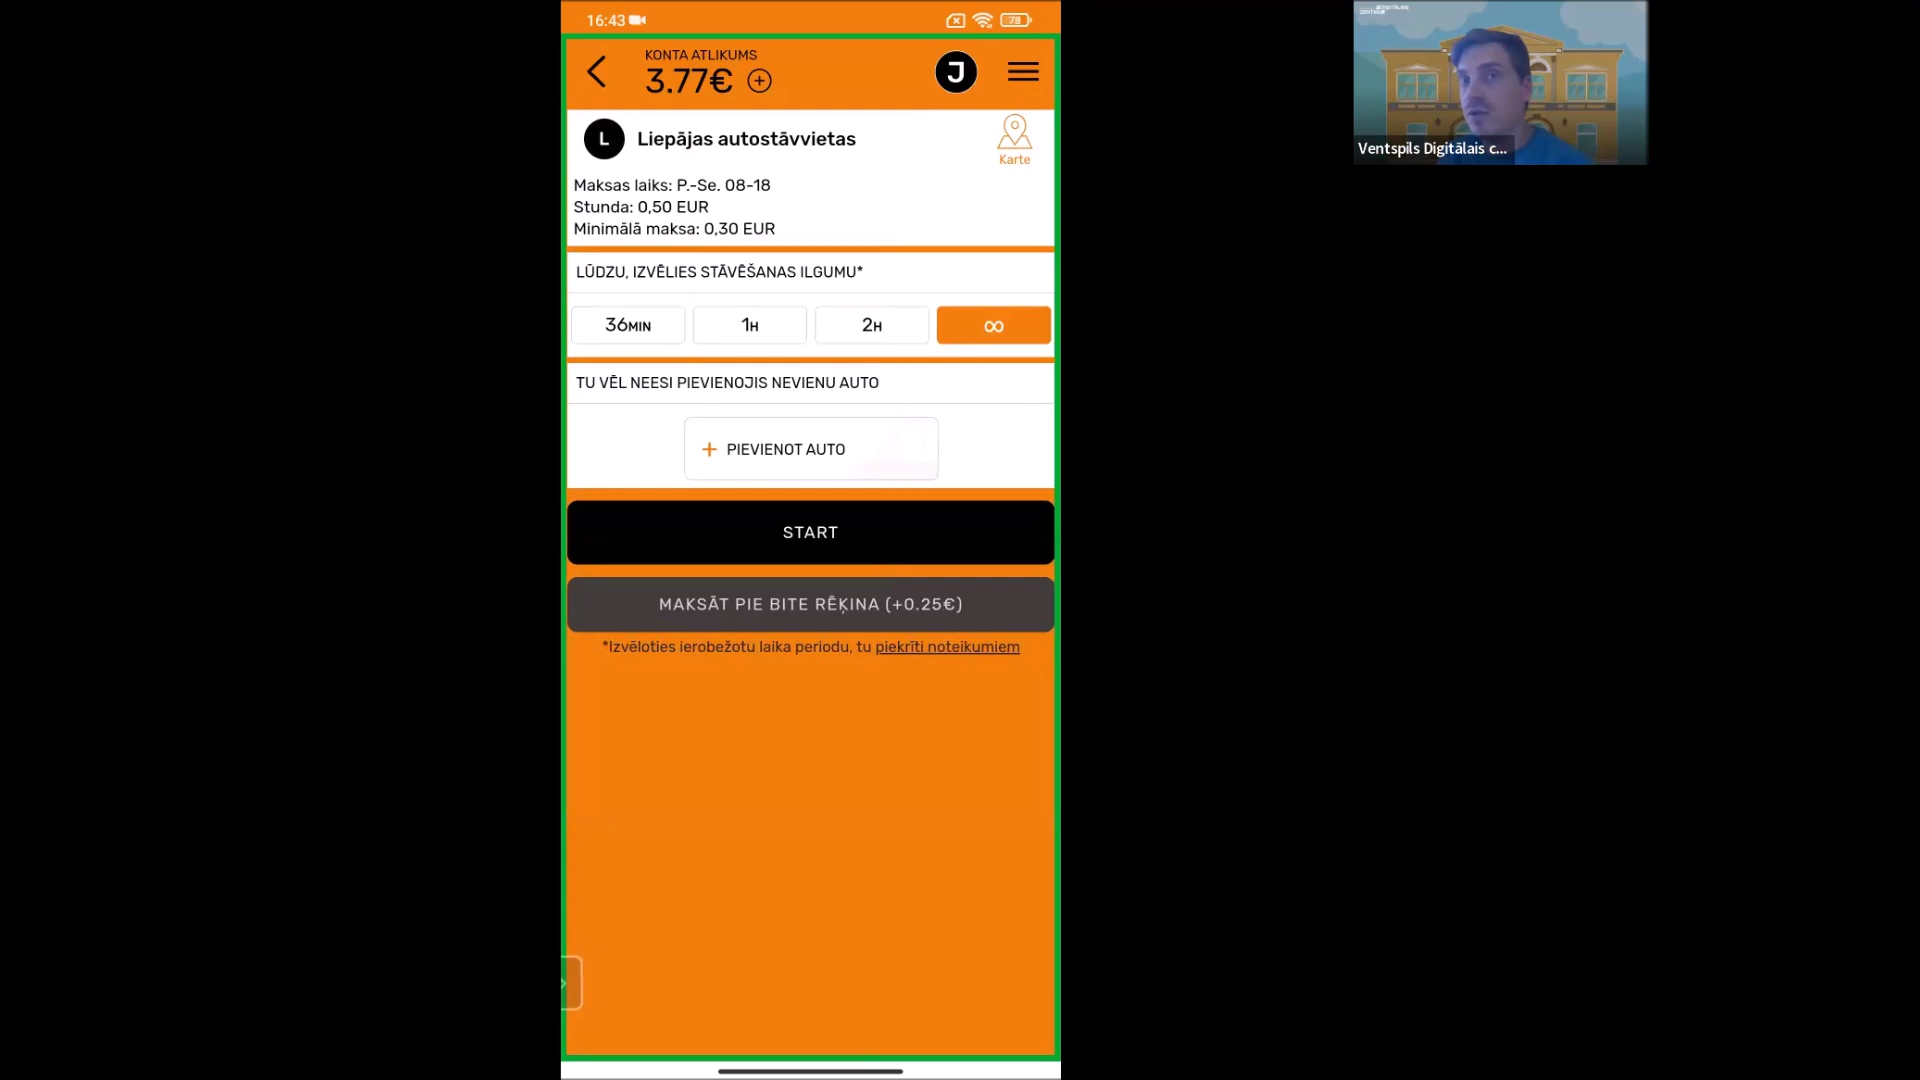 16:43
78
KONTA ATLIKUMS
3.77€
J
L
Liepājas autostāvvietas
Karte
Maksas laiks: P.-Se. 08-18
Stunda: 0,50 EUR
Minimālā maksa: 0,30 EUR
LŪDZU, IZVĒLIES STĀVĒŠANAS ILGUMU*
36MIN
1H
2H
∞
TU VĒL NEESI PIEVIENOJIS NEVIENU AUTO
+ PIEVIENOT AUTO
START
MAKSĀT PIE BITE RĒĶINA (+0.25€)
*Izvēloties ierobežotu laika periodu, tu piekrīti noteikumiem
Ventspils Digitālais c...